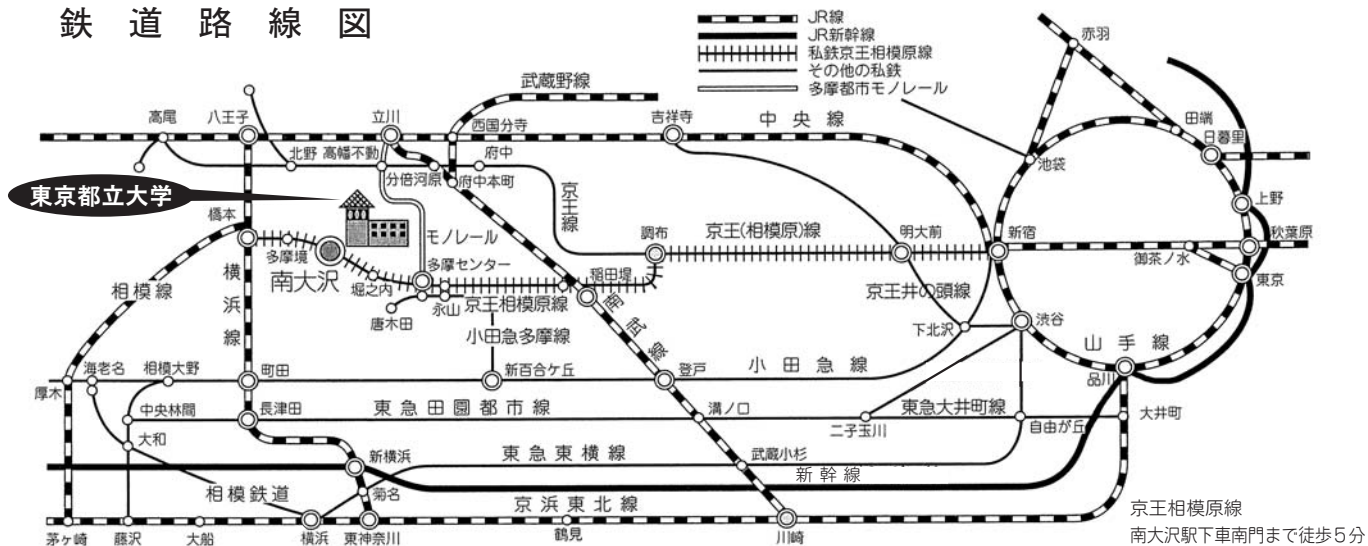 鉄道路線図
JR線
JR新幹線
私鉄京王相模原線
その他の私鉄
多摩都市モノレール
赤羽
武蔵野線
高尾
八王子
立川
西国分寺
吉祥寺
中央線
田端
日暮里
北野
高幡不動
府中
池袋
分倍河原
府中本町
東京都立大学
京王線
上野
橋本
モノレール
調布
京王(相模原)線
明大前
新宿
秋葉原
御茶ノ水
多摩境
南大沢
多摩センター
稲田堤
東京
堀之内
相模線
横浜線
永山
京王相模原線
南武線
京王井の頭線
唐木田
小田急多摩線
下北沢
渋谷
山手線
海老名
相模大野
町田
新百合ケ丘
登戸
小田急線
品川
厚木
中央林間
長津田
東急田園都市線
溝ノ口
二子玉川
東急大井町線
自由が丘
大井町
大和
新横浜
東急東横線
武蔵小杉
新幹線
相模鉄道
菊名
京浜東北線
茅ヶ崎
藤沢
大船
横浜
東神奈川
鶴見
川崎
京王相模原線
南大沢駅下車南門まで徒歩5分